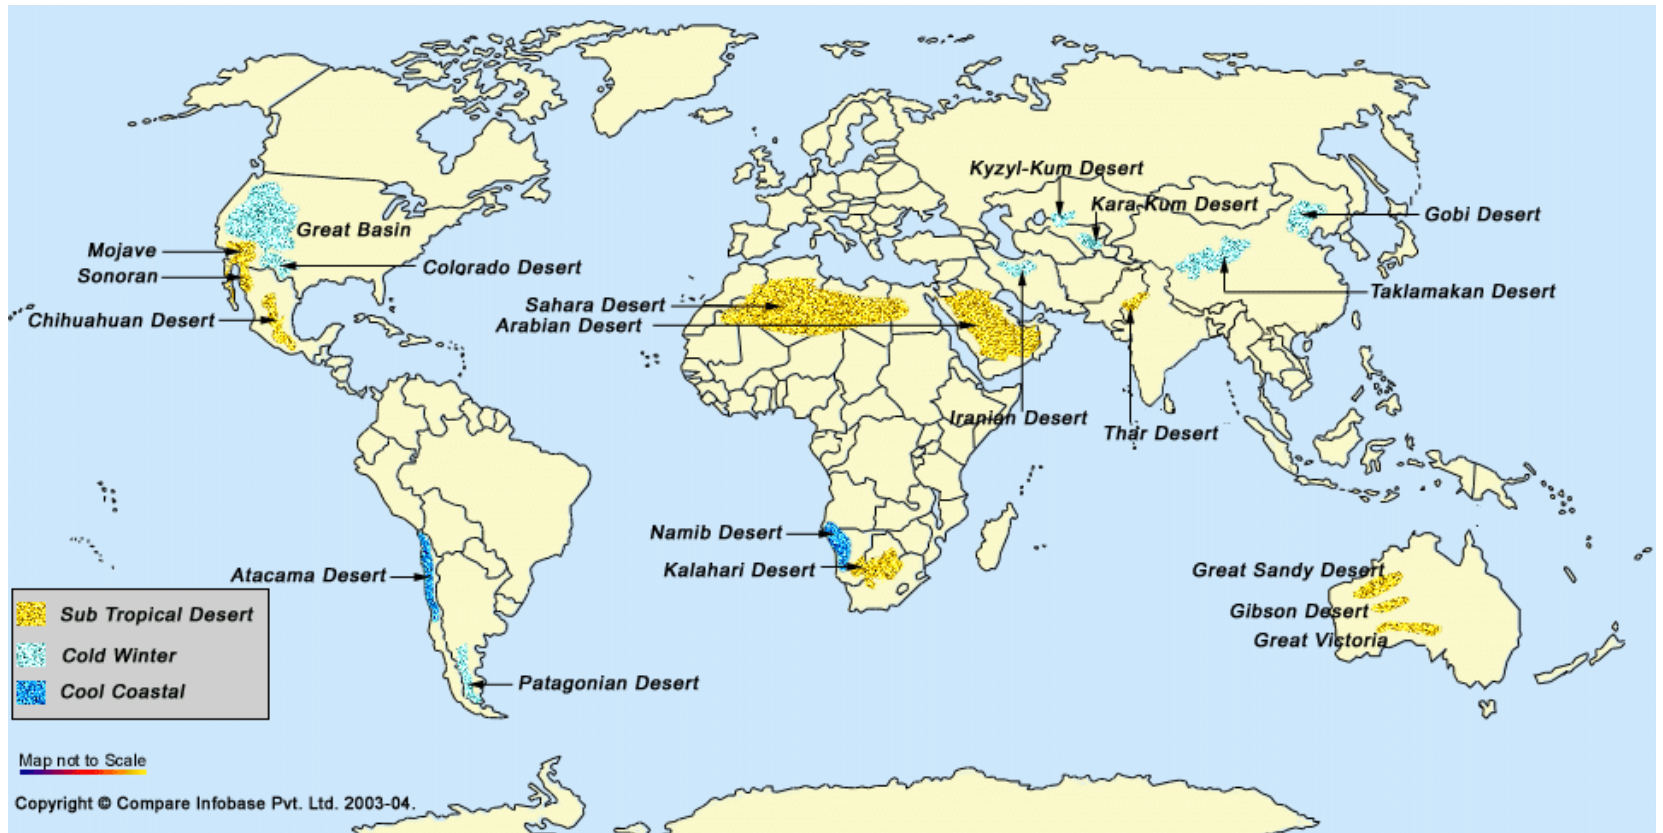 Kyzyl-Kum Desert
Kara-Kum Desert
Gobi Desert
Great Basin
Mojave
Colorado Desert
Sonoran
Taklamakan Desert
Sahara Desert
Chihuahuan Desert
Arabian Desert
Iranian Desert
Thar Desert
Namib Desert
Kalahari Desert
Great Sandy Desert
Atacama Desert
Gibson Desert
Great Victoria
Sub Tropical Desert
Cold Winter
Cool Coastal
Patagonian Desert
Map not to Scale
Copyright © Compare Infobase Pvt. Ltd. 2003-04.